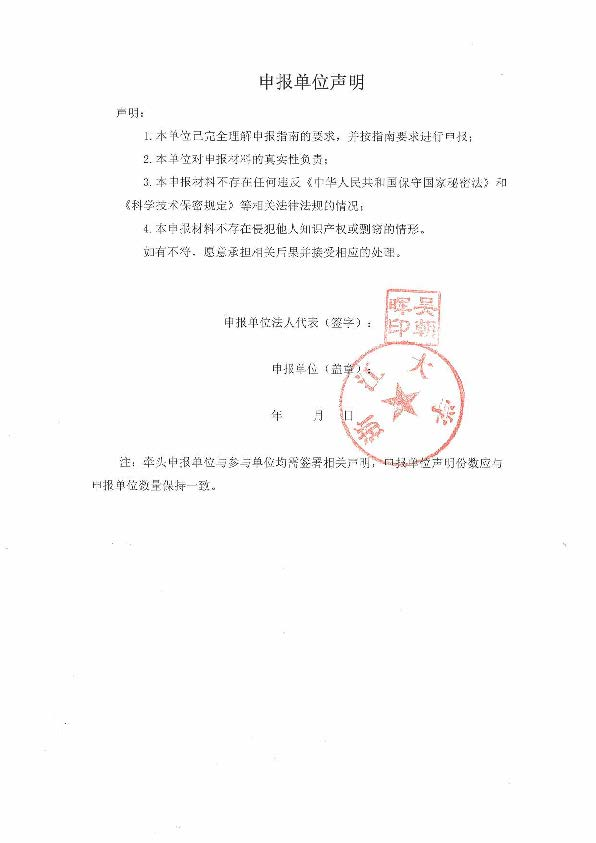 申报单位声明
声明：
1.本单位已完全理解申报指南的要求，并按指南要求进行申报；
2.本单位对申报材料的真实性负责；
3.本申报材料不存在任何违反《中华人民共和国保守国家秘密法》和
《科学技术保密规定》等相关法律法规的情况；
4.本申报材料不存在侵犯他人知识产权或剽窃的情形。
如有不符，愿意承担相关后果并接受相应的处理。
申报单位法人代表（签字）：
吴朝晖印
申报单位（盖章）：
浙江大学
年 月 日
注：牵头申报单位与参与单位均需签署相关声明，申报单位声明份数应与
申报单位数量保持一致。